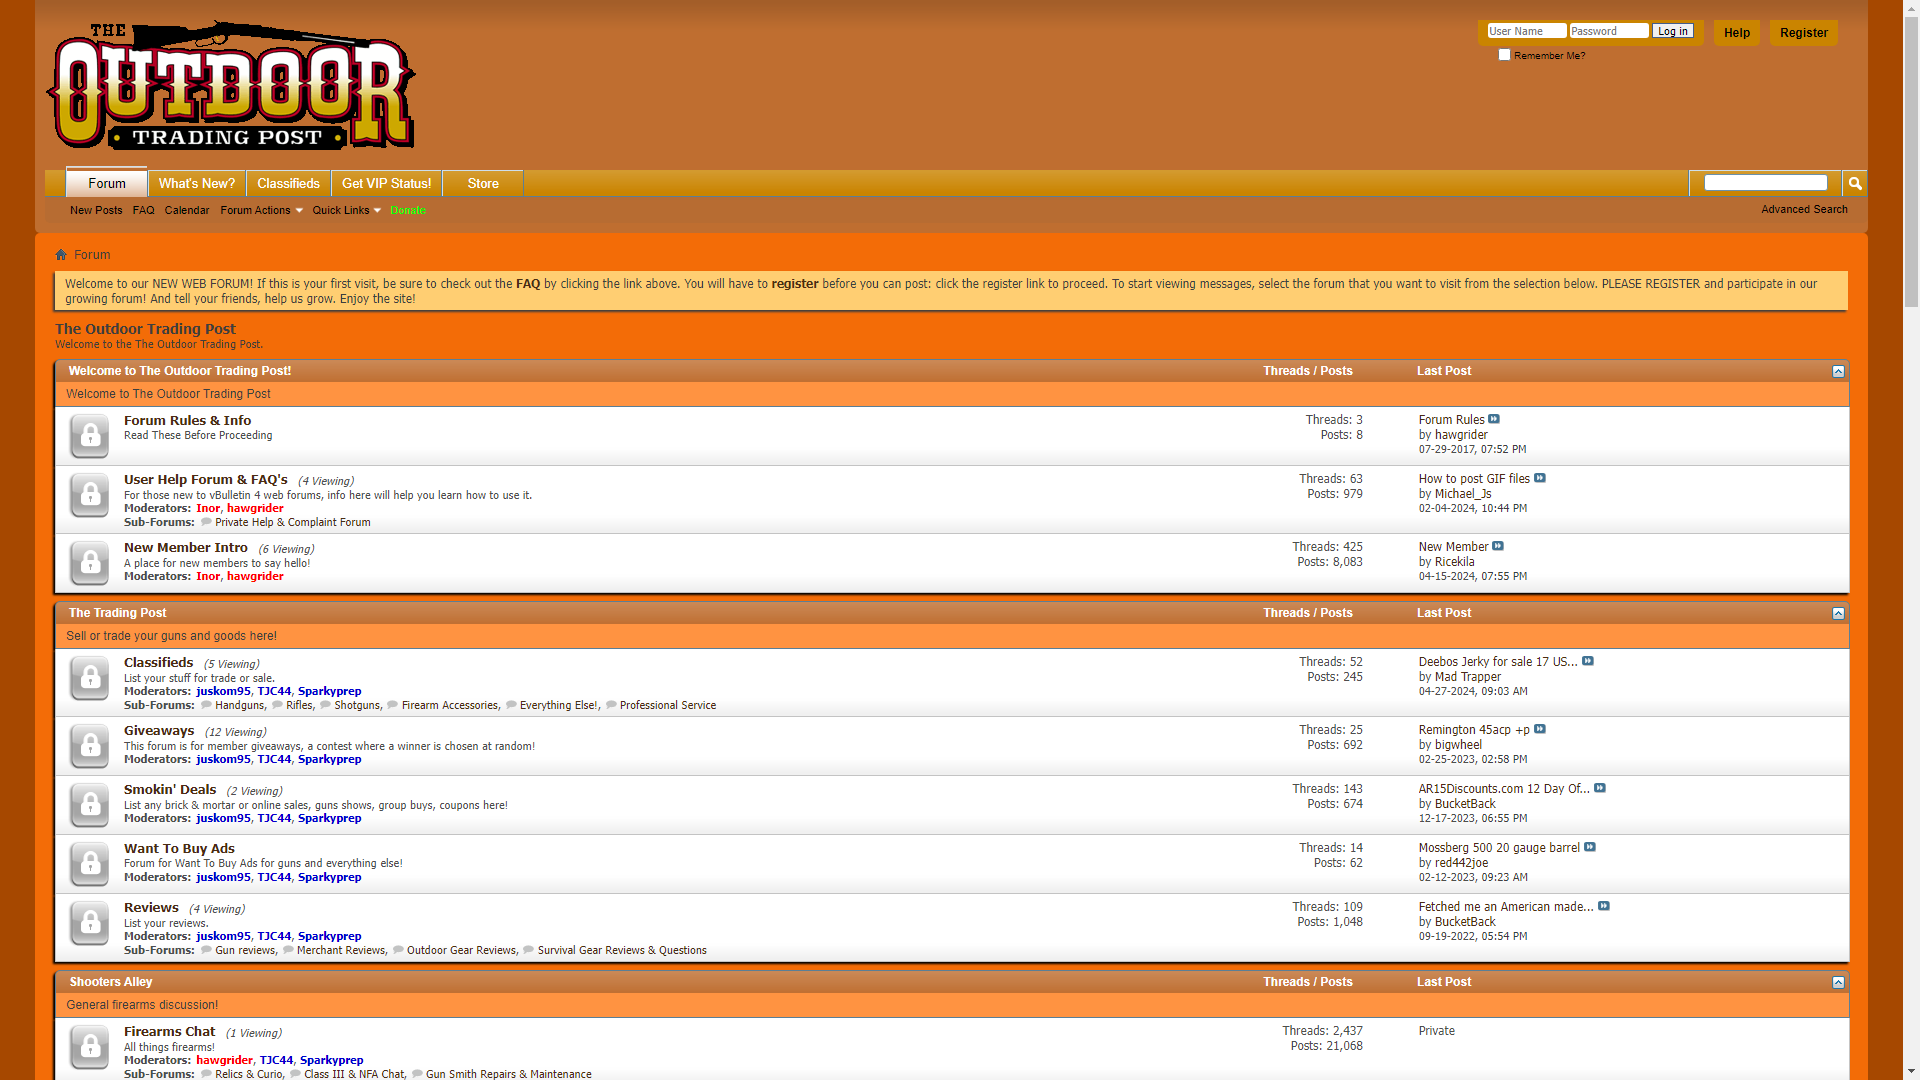 THE
OUTDOOR
TRADING POST
User Name Password Log in Help Register
Remember Me?
Forum What's New? Classifieds Get VIP Status! Store
New Posts FAQ Calendar Forum Actions Quick Links Donate Advanced Search
Forum
Welcome to our NEW WEB FORUM! If this is your first visit, be sure to check out the FAQ by clicking the link above. You will have to register before you can post: click the register link to proceed. To start viewing messages, select the forum that you want to visit from the selection below. PLEASE REGISTER and participate in our
growing forum! And tell your friends, help us grow. Enjoy the site!
The Outdoor Trading Post
Welcome to the The Outdoor Trading Post.
Welcome to The Outdoor Trading Post! Threads / Posts Last Post
Welcome to The Outdoor Trading Post
Forum Rules & Info
Read These Before Proceeding
Threads: 3
Posts: 8
Forum Rules
by hawgrider
07-29-2017, 07:52 PM
User Help Forum & FAQ's (4 Viewing)
For those new to vBulletin 4 web forums, info here will help you learn how to use it.
Moderators: Inor, hawgrider
Sub-Forums: Private Help & Complaint Forum
Threads: 63
Posts: 979
How to post GIF files
by Michael_Js
02-04-2024, 10:44 PM
New Member Intro (6 Viewing)
A place for new members to say hello!
Moderators: Inor, hawgrider
Threads: 425
Posts: 8,083
New Member
by Ricekila
04-15-2024, 07:55 PM
The Trading Post Threads / Posts Last Post
Sell or trade your guns and goods here!
Classifieds (5 Viewing)
List your stuff for trade or sale.
Moderators: juskom95, TJC44, Sparkyprep
Sub-Forums: Handguns, Rifles, Shotguns, Firearm Accessories, Everything Else!, Professional Service
Threads: 52
Posts: 245
Deebos Jerky for sale 17 US...
by Mad Trapper
04-27-2024, 09:03 AM
Giveaways (12 Viewing)
This forum is for member giveaways, a contest where a winner is chosen at random!
Moderators: juskom95, TJC44, Sparkyprep
Threads: 25
Posts: 692
Remington 45acp +p
by bigwheel
02-25-2023, 02:58 PM
Smokin' Deals (2 Viewing)
List any brick & mortar or online sales, guns shows, group buys, coupons here!
Moderators: juskom95, TJC44, Sparkyprep
Threads: 143
Posts: 674
AR15Discounts.com 12 Day Of...
by BucketBack
12-17-2023, 06:55 PM
Want To Buy Ads
Forum for Want To Buy Ads for guns and everything else!
Moderators: juskom95, TJC44, Sparkyprep
Threads: 14
Posts: 62
Mossberg 500 20 gauge barrel
by red442joe
02-12-2023, 09:23 AM
Reviews (4 Viewing)
List your reviews.
Moderators: juskom95, TJC44, Sparkyprep
Sub-Forums: Gun reviews, Merchant Reviews, Outdoor Gear Reviews, Survival Gear Reviews & Questions
Threads: 109
Posts: 1,048
Fetched me an American made...
by BucketBack
09-19-2022, 05:54 PM
Shooters Alley Threads / Posts Last Post
General firearms discussion!
Firearms Chat (1 Viewing)
All things firearms!
Moderators: hawgrider, TJC44, Sparkyprep
Sub-Forums: Relics & Curio, Class III & NFA Chat, Gun Smith Repairs & Maintenance
Threads: 2,437
Posts: 21,068
Private